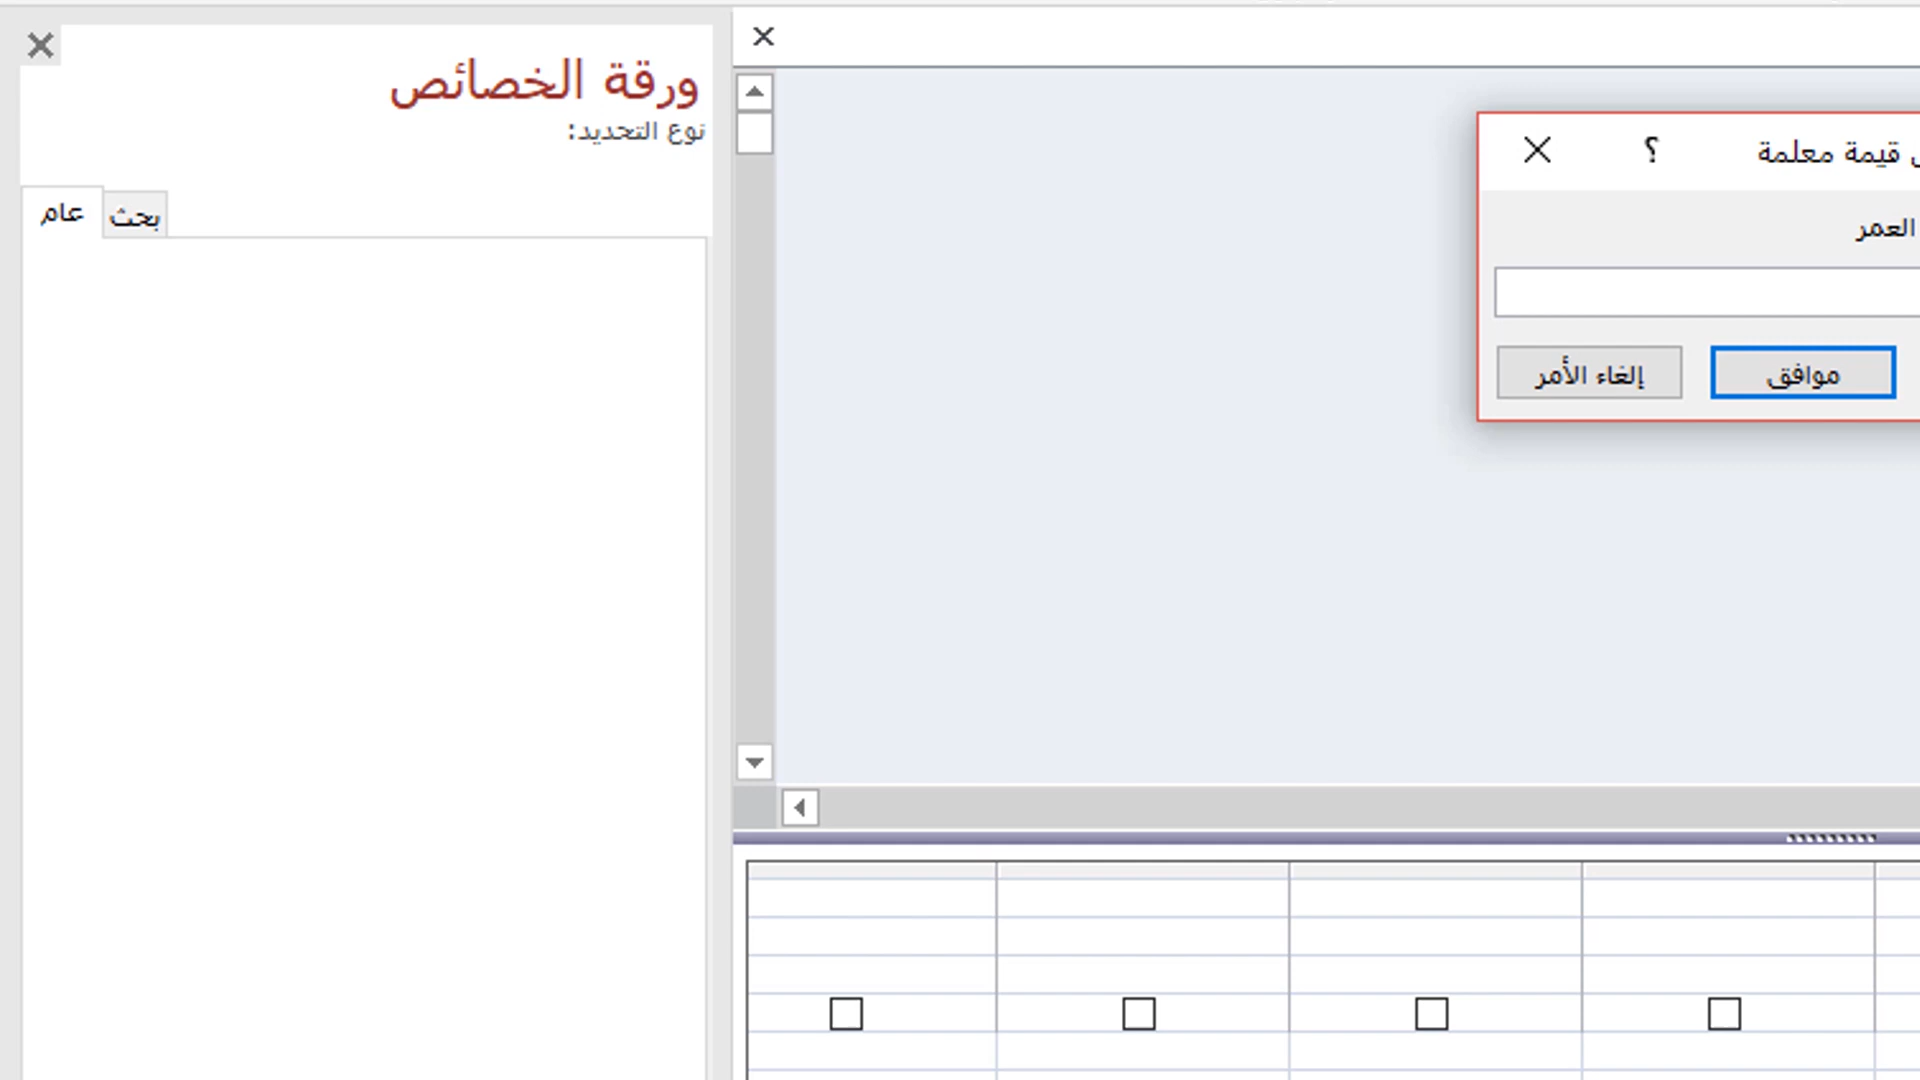 ورقة الخصائص
نوع التحديد:
عام
بحث
قيمة معلمة
؟
العمر
موافق
إلغاء الأمر